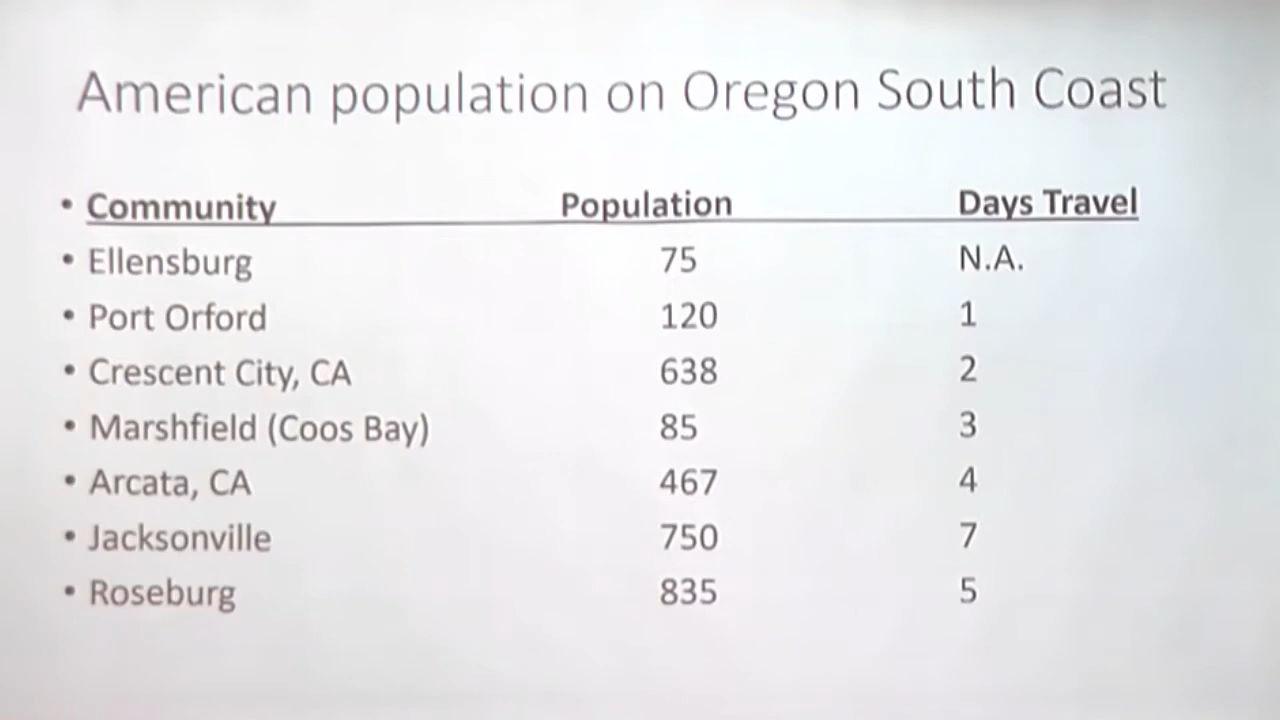 American population on Oregon South Coast
• Community Population Days Travel
• Ellensburg 75 N.A.
• Port Orford 120 1
• Crescent City, CA 638 2
• Marshfield (Coos Bay) 85 3
• Arcata, CA 467 4
• Jacksonville 750 7
• Roseburg 835 5